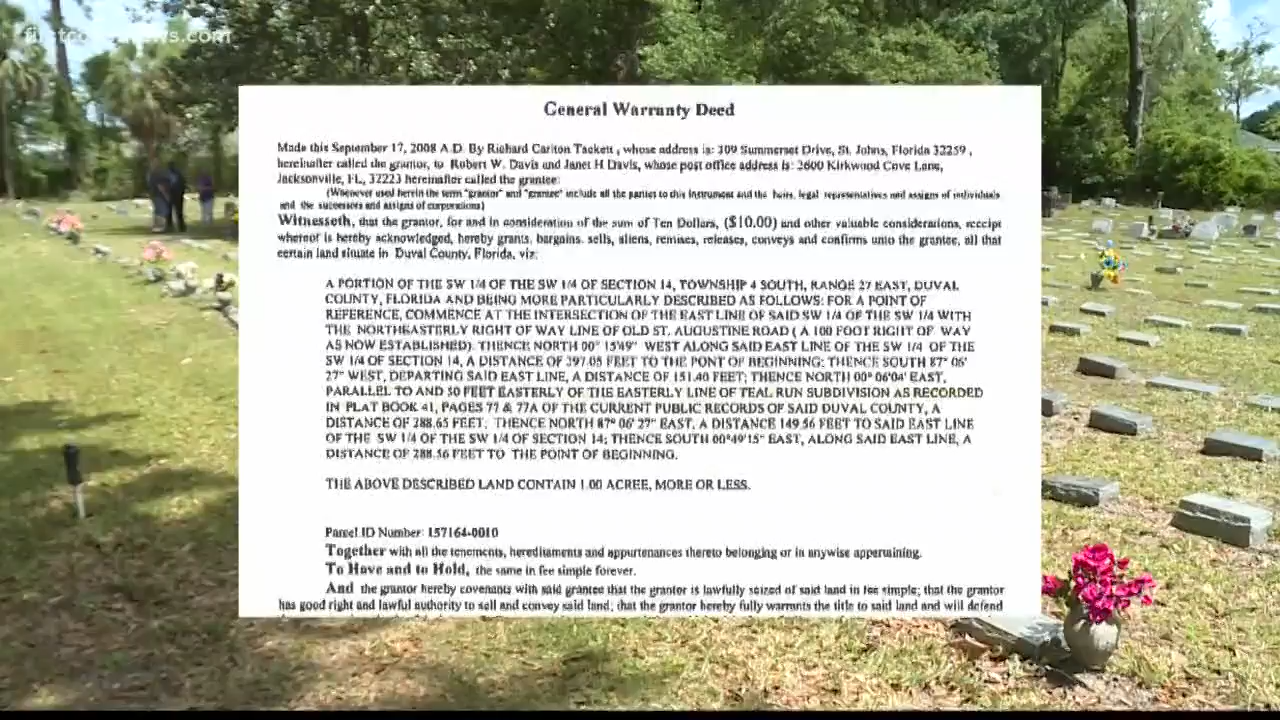 firstcoastnews.com
General Warranty Deed
Made this September 17, 2008 A.D. By Richard Carlton Tackett , whose address is: 309 Summerset Drive, St. Johns, Florida 32259 ,
hereinafter called the grantor, to Robert W. Davis and Janet H Davis, whose post office address is: 2600 Kirkwood Cove Lane,
Jacksonville, FL, 32223 hereinafter called the grantee:
(Whenever used herein the term "grantor" and "grantee" include all the parties to this instrument and the heirs, legal representatives and assigns of individuals
and the successors and assigns of corporations)
Witnesseth, that the grantor, for and in consideration of the sum of Ten Dollars, ($10.00) and other valuable considerations, receipt
whereof is hereby acknowledged, hereby grants, bargains, sells, aliens, remises, releases, conveys and confirms unto the grantee, all that
certain land situate in Duval County, Florida, viz:
A PORTION OF THE SW 1/4 OF THE SW 1/4 OF SECTION 14, TOWNSHIP 4 SOUTH, RANGE 27 EAST, DUVAL
COUNTY, FLORIDA AND BEING MORE PARTICULARLY DESCRIBED AS FOLLOWS: FOR A POINT OF
REFERENCE, COMMENCE AT THE INTERSECTION OF THE EAST LINE OF SAID SW 1/4 OF THE SW 1/4 WITH
THE NORTHEASTERLY RIGHT OF WAY LINE OF OLD ST. AUGUSTINE ROAD ( A 100 FOOT RIGHT OF WAY
AS NOW ESTABLISHED). THENCE NORTH 00° 15'49" WEST ALONG SAID EAST LINE OF THE SW 1/4 OF THE
SW 1/4 OF SECTION 14, A DISTANCE OF 397.05 FEET TO THE PONT OF BEGINNING: THENCE SOUTH 87° 06'
27" WEST, DEPARTING SAID EAST LINE, A DISTANCE OF 151.40 FEET; THENCE NORTH 00° 06'04' EAST,
PARALLEL TO AND 50 FEET EASTERLY OF THE EASTERLY LINE OF TEAL RUN SUBDIVISION AS RECORDED
IN PLAT BOOK 41, PAGES 77 & 77A OF THE CURRENT PUBLIC RECORDS OF SAID DUVAL COUNTY, A
DISTANCE OF 288.65 FEET; THENCE NORTH 87° 06' 27" EAST, A DISTANCE 149.56 FEET TO SAID EAST LINE
OF THE SW 1/4 OF THE SW 1/4 OF SECTION 14; THENCE SOUTH 00°49'15" EAST, ALONG SAID EAST LINE, A
DISTANCE OF 288.56 FEET TO THE POINT OF BEGINNING.
THE ABOVE DESCRIBED LAND CONTAIN 1.00 ACREE, MORE OR LESS.
Parcel ID Number: 157164-0010
Together with all the tenements, hereditaments and appurtenances thereto belonging or in anywise appertaining.
To Have and to Hold, the same in fee simple forever.
And the grantor hereby covenants with said grantee that the grantor is lawfully seized of said land in fee simple; that the grantor
has good right and lawful authority to sell and convey said land; that the grantor hereby fully warrants the title to said land and will defend